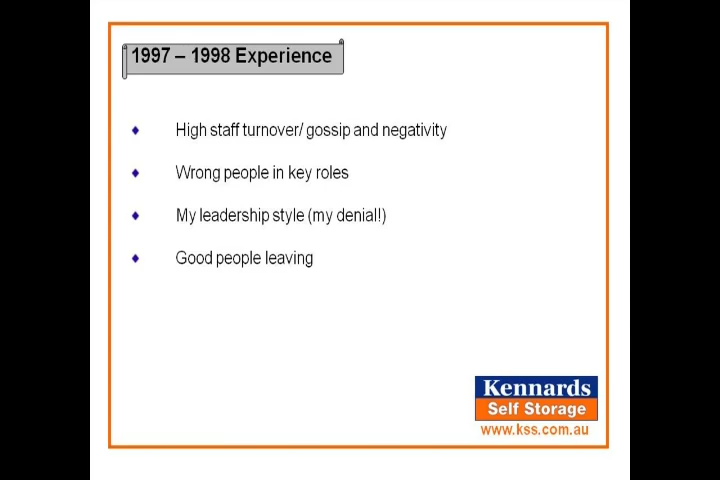 1997 – 1998 Experience
High staff turnover/ gossip and negativity
Wrong people in key roles
My leadership style (my denial!)
Good people leaving
Kennards
Self Storage
www.kss.com.au